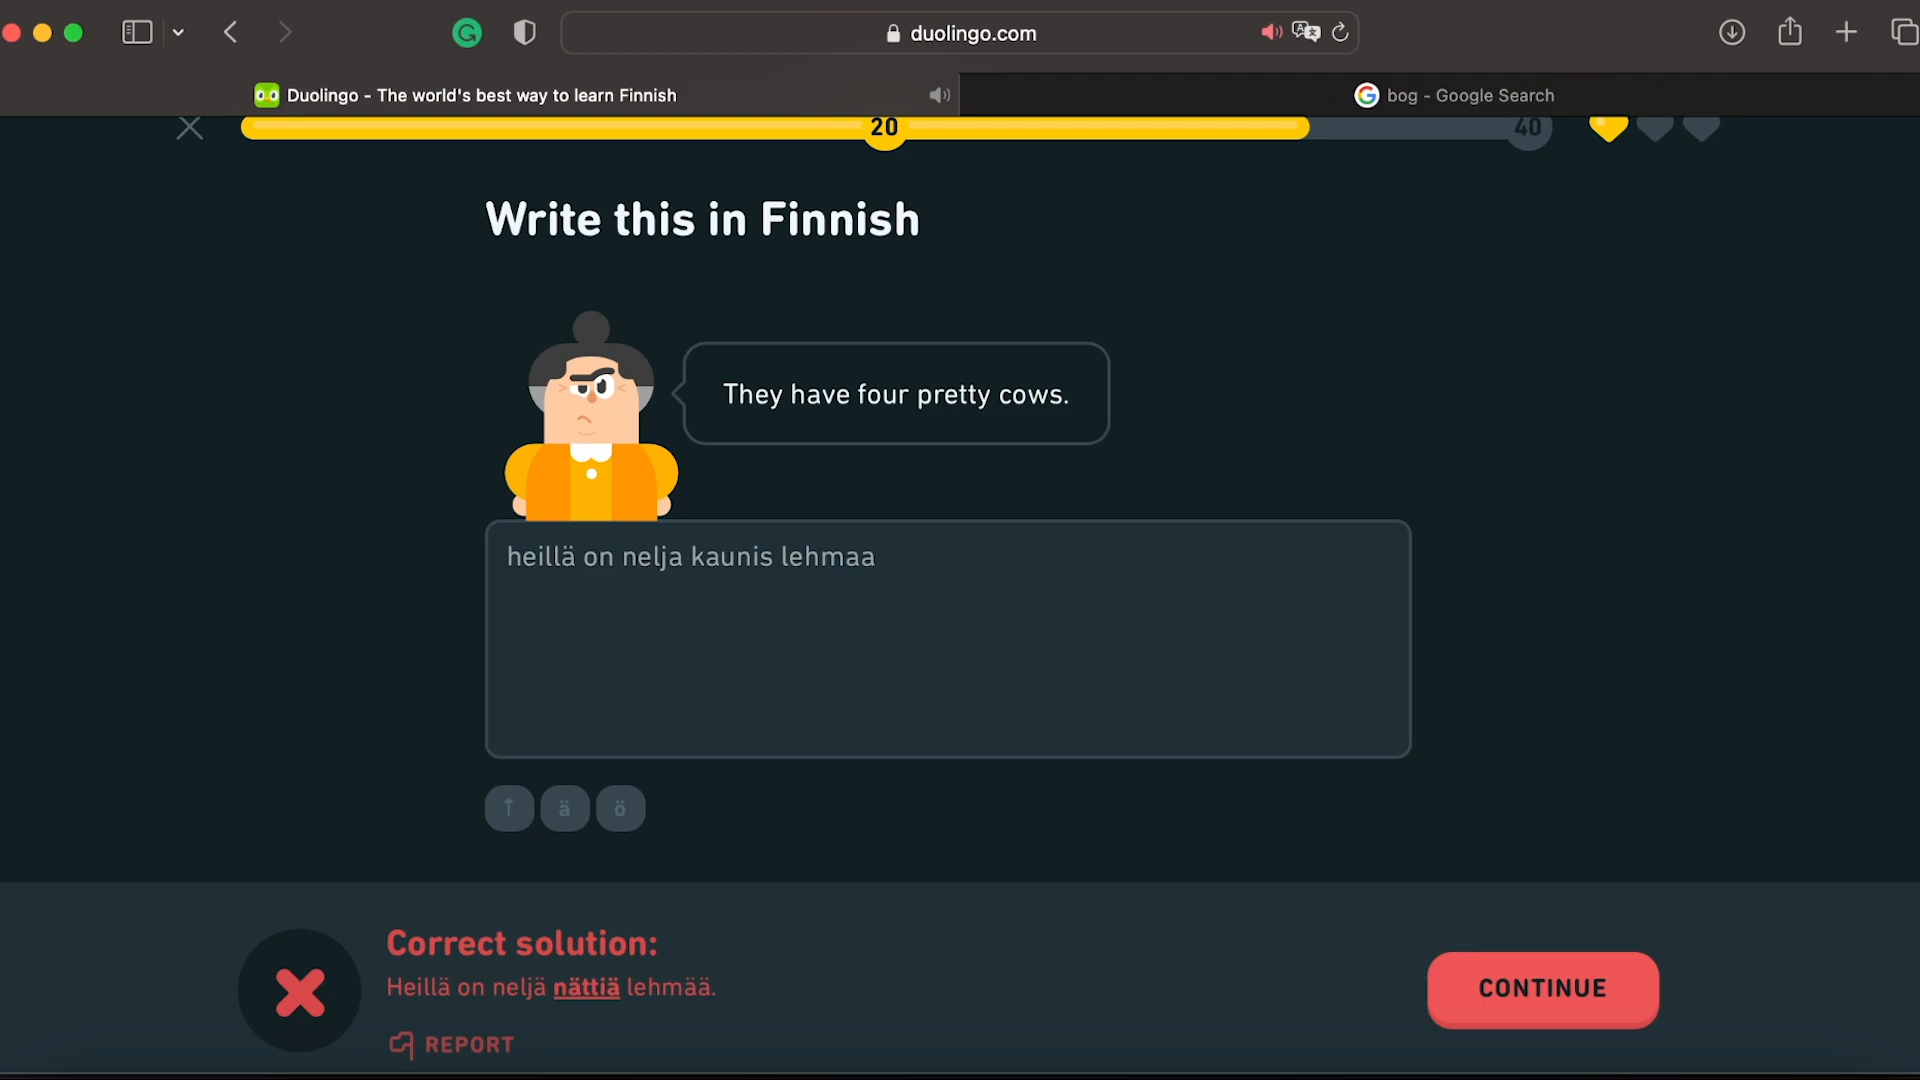 duolingo.com
Duolingo - The world's best way to learn Finnish
bog - Google Search
20
40
Write this in Finnish
They have four pretty cows.
heillä on nelja kaunis lehmaa
↑ ä ö
Correct solution:
Heillä on neljä nättiä lehmää.
REPORT
CONTINUE